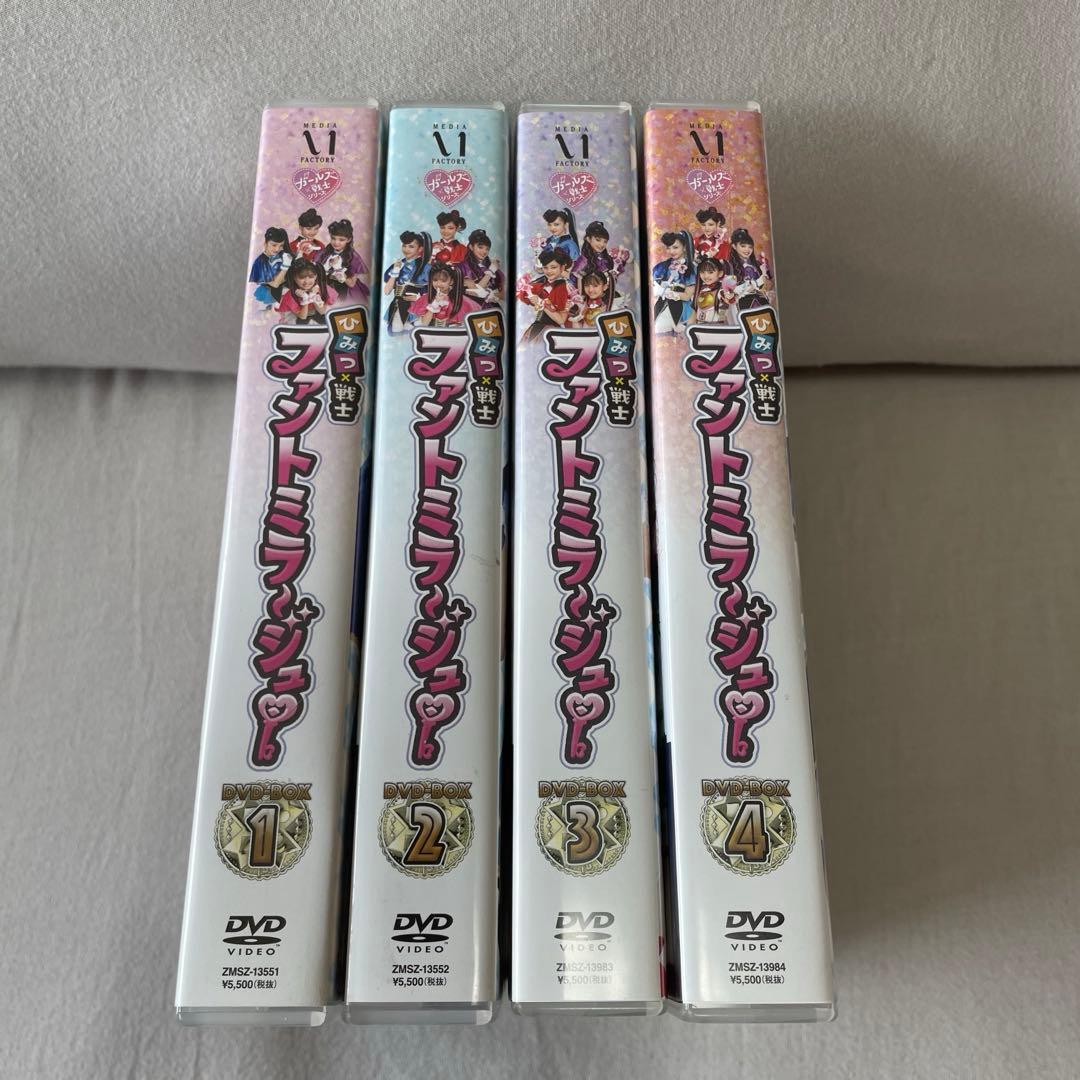 MEDIA
FACTORY
ガールズ
戦士
シリーズ
ひみつ×戦士
ファントミラージュ
DVD-BOX
1
DVD
VIDEO
ZMSZ-13551
¥5,500(税抜)
MEDIA
FACTORY
ガールズ
戦士
シリーズ
ひみつ×戦士
ファントミラージュ
DVD-BOX
2
DVD
VIDEO
ZMSZ-13552
¥5,500(税抜)
MEDIA
FACTORY
ガールズ
戦士
シリーズ
ひみつ×戦士
ファントミラージュ
DVD-BOX
3
DVD
VIDEO
ZMSZ-13983
¥5,500(税抜)
MEDIA
FACTORY
ガールズ
戦士
シリーズ
ひみつ×戦士
ファントミラージュ
DVD-BOX
4
DVD
VIDEO
ZMSZ-13984
¥5,500(税抜)